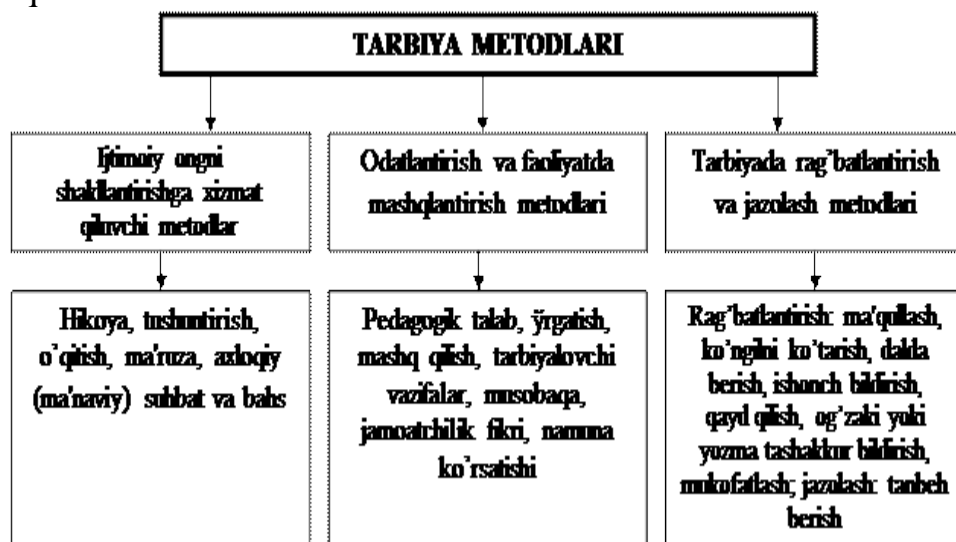 TARBIYA METODLARI
Ijtimoiy ongni
shakllantirishga xizmat
qiluvchi metodlar
Odatlantirish va faoliyatda
mashqlantirish metodlari
Tarbiyada rag'batlantirish
va jazolash metodlari
Hikoya, tushuntirish,
o'qitish, ma'ruza, axloqiy
(ma'naviy) suhbat va bahs
Pedagogik talab, ўrgatish,
mashq qilish, tarbiyalovchi
vazifalar, musobaqa,
jamoatchilik fikri, namuna
ko'rsatishi
Rag'batlantirish: ma'qullash,
ko'ngilni ko'tarish, dalda
berish, ishonch bildirish,
qayd qilish, og'zaki yoki
yozma tashakkur bildirish,
mukofatlash; jazolash: tanbeh
berish